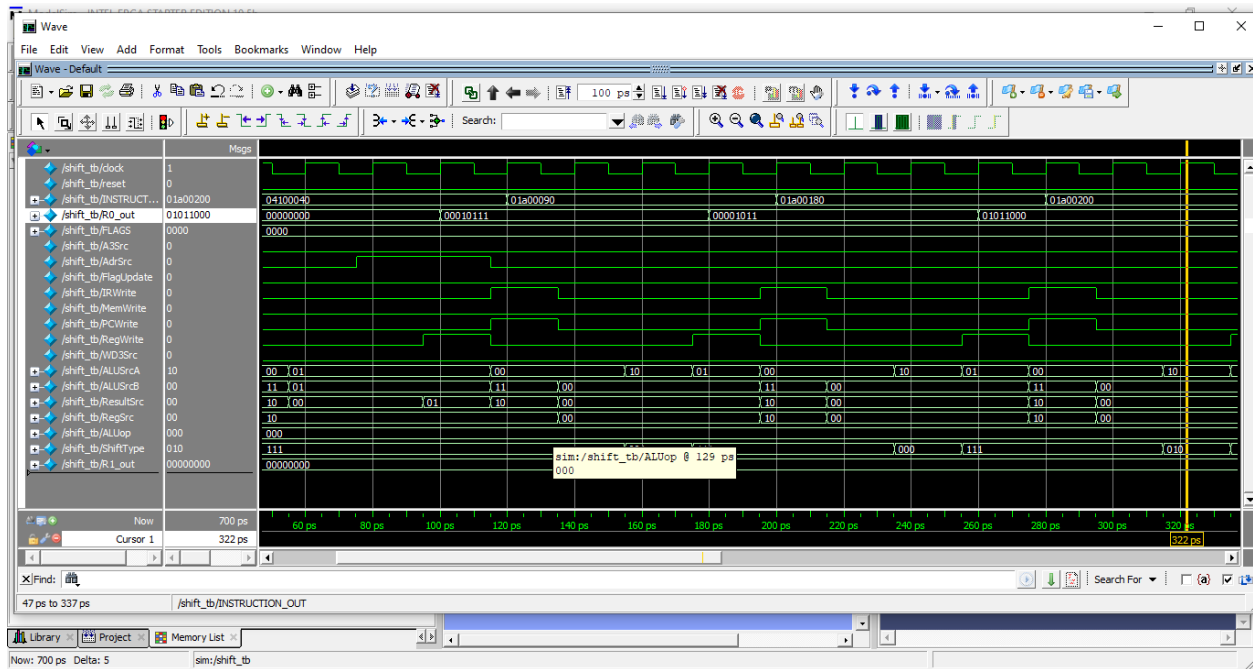 Wave
File Edit View Add Format Tools Bookmarks Window Help
Wave - Default
100 ps
Search:
Msgs
/shift_tb/clock 1
/shift_tb/reset 0
/shift_tb/INSTRUCT... 01a00200 04100040 01a00090 01a00180 01a00200
/shift_tb/R0_out 01011000 00000000 00010111 00001011 01011000
/shift_tb/FLAGS 0000 0000
/shift_tb/A3Src 0
/shift_tb/AdrSrc 0
/shift_tb/FlagUpdate 0
/shift_tb/IRWrite 0
/shift_tb/MemWrite 0
/shift_tb/PCWrite 0
/shift_tb/RegWrite 0
/shift_tb/WD3Src 0
/shift_tb/ALUSrcA 10 00 01 00 10 01 00 10 01 00 10
/shift_tb/ALUSrcB 00 11 01 11 00 11 00 11 00
/shift_tb/ResultSrc 00 10 00 01 10 00 10 00 10 00
/shift_tb/RegSrc 00 10 00 10 00 10 00
/shift_tb/ALUop 000 000
/shift_tb/ShiftType 010 111 000 111 010
/shift_tb/R1_out 00000000 00000000
sim:/shift_tb/ALUop @ 129 ps
000
Now 700 ps 60 ps 80 ps 100 ps 120 ps 140 ps 160 ps 180 ps 200 ps 220 ps 240 ps 260 ps 280 ps 300 ps 320 ps
Cursor 1 322 ps 322 ps
Find: Search For {a}
47 ps to 337 ps /shift_tb/INSTRUCTION_OUT
Library Project Memory List
Now: 700 ps Delta: 5 sim:/shift_tb